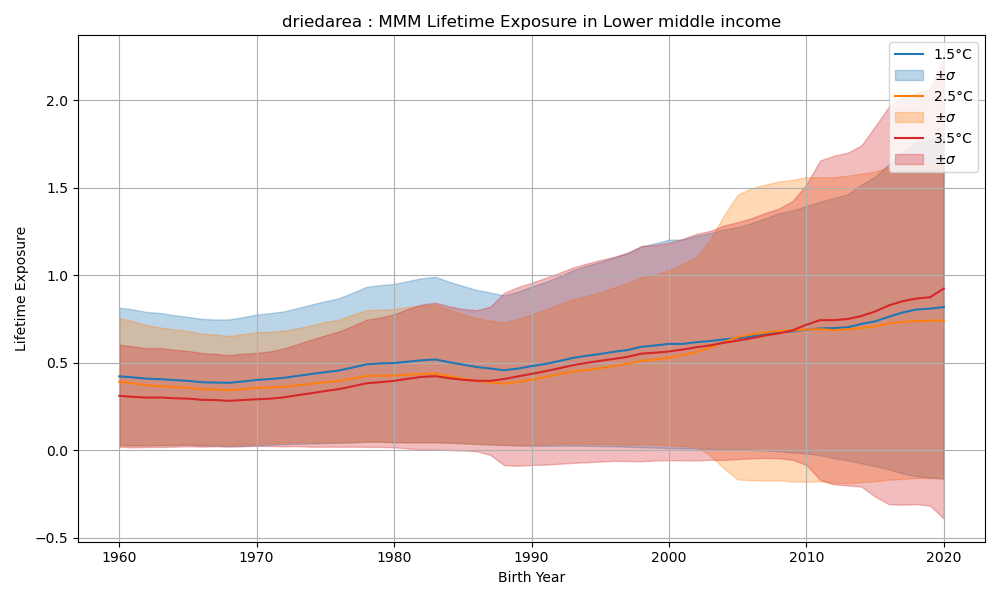 driedarea : MMM Lifetime Exposure in Lower middle income
1.5°C
±σ
2.5°C
±σ
3.5°C
±σ
Lifetime Exposure
2.0
1.5
1.0
0.5
0.0
−0.5
1960 1970 1980 1990 2000 2010 2020
Birth Year